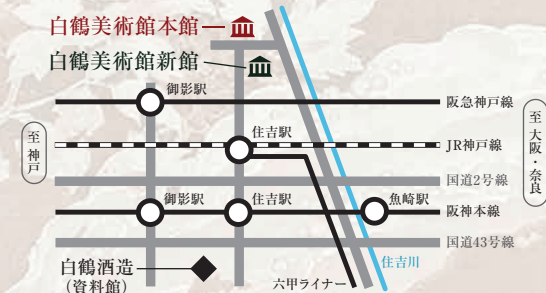 白鶴美術館本館
白鶴美術館新館
御影駅
阪急神戸線
至 神戸
至 大阪・奈良
住吉駅
JR神戸線
国道2号線
御影駅
住吉駅
魚崎駅
阪神本線
国道43号線
住吉川
白鶴酒造
(資料館)
六甲ライナー